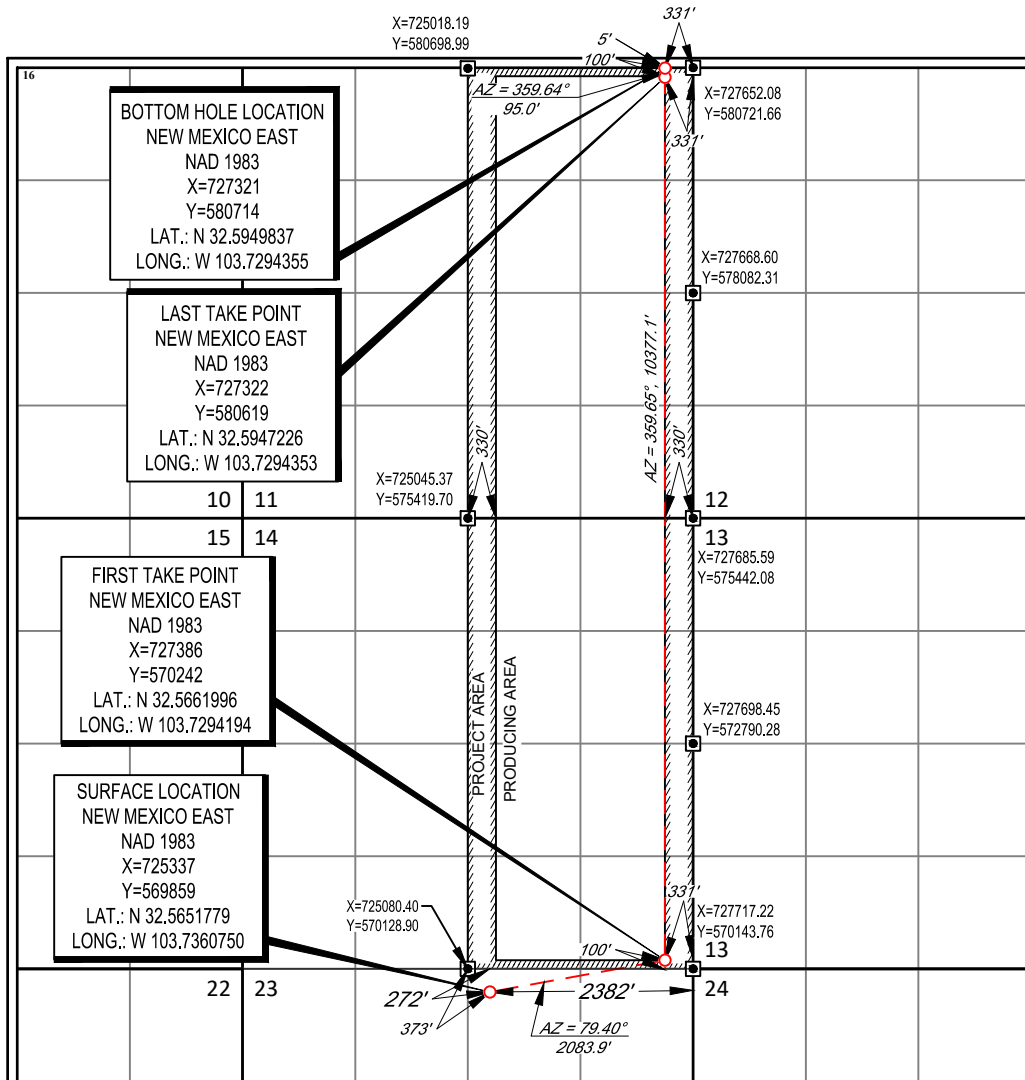 331'
X=725018.19
Y=580698.99
5'
100'
16
AZ = 359.64°
95.0'
X=727652.08
Y=580721.66
331'
BOTTOM HOLE LOCATION
NEW MEXICO EAST
NAD 1983
X=727321
Y=580714
LAT.: N 32.5949837
LONG.: W 103.7294355
X=727668.60
Y=578082.31
LAST TAKE POINT
NEW MEXICO EAST
NAD 1983
X=727322
Y=580619
LAT.: N 32.5947226
LONG.: W 103.7294353
AZ = 359.65°, 10377.1'
330'
330'
X=725045.37
Y=575419.70
10 11
12
15 14
13
X=727685.59
Y=575442.08
FIRST TAKE POINT
NEW MEXICO EAST
NAD 1983
X=727386
Y=570242
LAT.: N 32.5661996
LONG.: W 103.7294194
PROJECT AREA
PRODUCING AREA
X=727698.45
Y=572790.28
SURFACE LOCATION
NEW MEXICO EAST
NAD 1983
X=725337
Y=569859
LAT.: N 32.5651779
LONG.: W 103.7360750
331'
X=725080.40
Y=570128.90
X=727717.22
Y=570143.76
100'
13
22 23
24
272'
2382'
373'
AZ = 79.40°
2083.9'